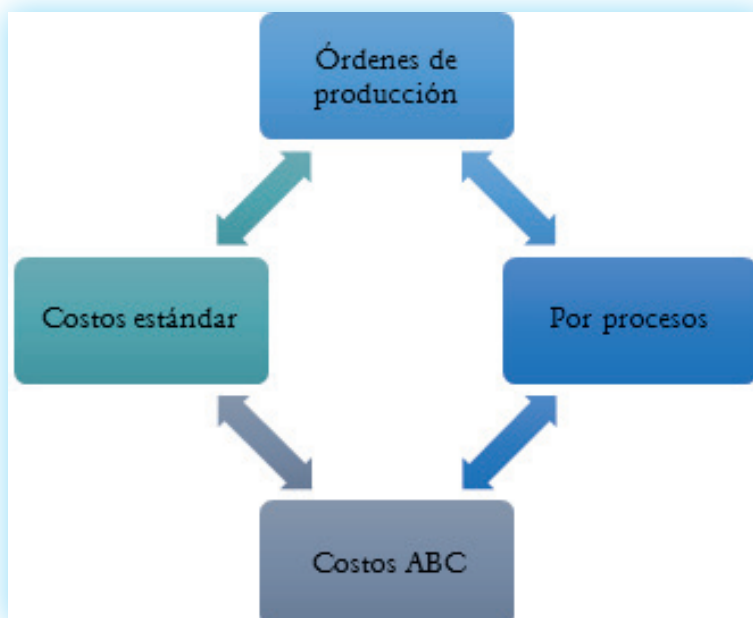 Órdenes de
producción
Costos estándar
Por procesos
Costos ABC